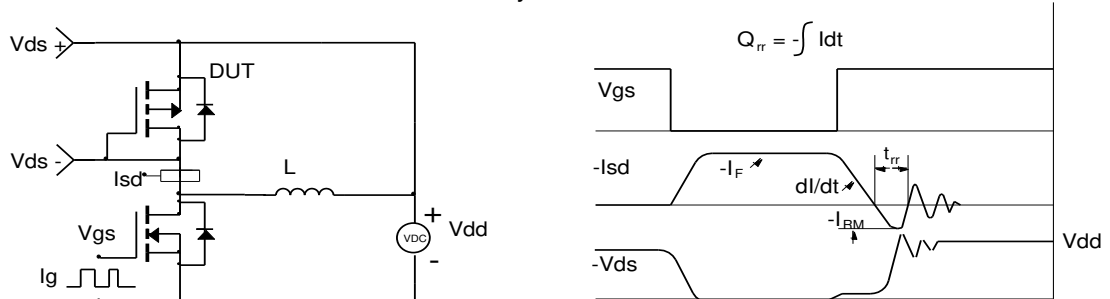 Vds +
DUT
Vds -
Isd
L
Vgs
Ig
+
VDC
Vdd
-
Qrr = -∫ Idt
Vgs
-Isd
-IF
dI/dt
trr
-IRM
Vdd
-Vds